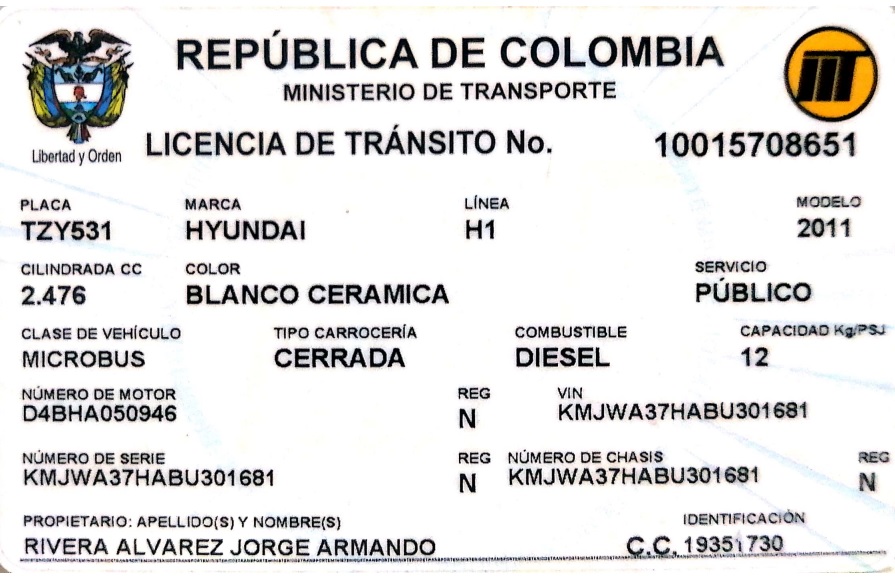 REPÚBLICA DE COLOMBIA
MINISTERIO DE TRANSPORTE
Libertad y Orden
LICENCIA DE TRÁNSITO No. 10015708651
PLACA MARCA LÍNEA MODELO
TZY531 HYUNDAI H1 2011
CILINDRADA CC COLOR SERVICIO
2.476 BLANCO CERAMICA PÚBLICO
CLASE DE VEHÍCULO TIPO CARROCERÍA COMBUSTIBLE CAPACIDAD Kg/PSJ
MICROBUS CERRADA DIESEL 12
NÚMERO DE MOTOR REG VIN
D4BHA050946 N KMJWA37HABU301681
NÚMERO DE SERIE REG NÚMERO DE CHASIS REG
KMJWA37HABU301681 N KMJWA37HABU301681 N
PROPIETARIO: APELLIDO(S) Y NOMBRE(S) IDENTIFICACIÓN
RIVERA ALVAREZ JORGE ARMANDO C.C. 19351730